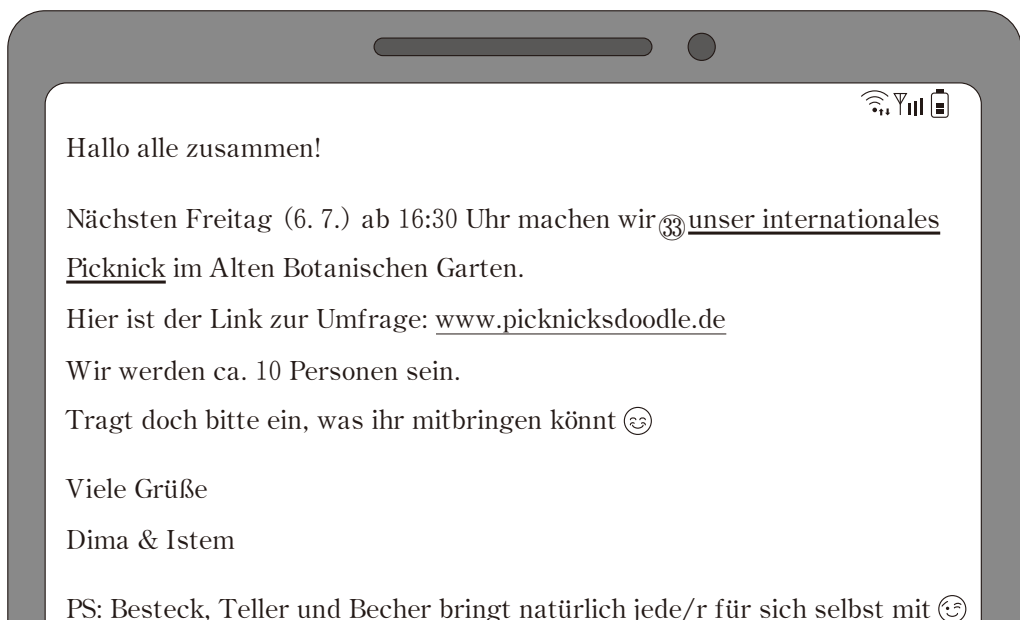 Hallo alle zusammen!
Nächsten Freitag (6. 7.) ab 16:30 Uhr machen wir ㉝ unser internationales
Picknick im Alten Botanischen Garten.
Hier ist der Link zur Umfrage: www.picknicksdoodle.de
Wir werden ca. 10 Personen sein.
Tragt doch bitte ein, was ihr mitbringen könnt 😊
Viele Grüße
Dima & Istem
PS: Besteck, Teller und Becher bringt natürlich jede/r für sich selbst mit 😉